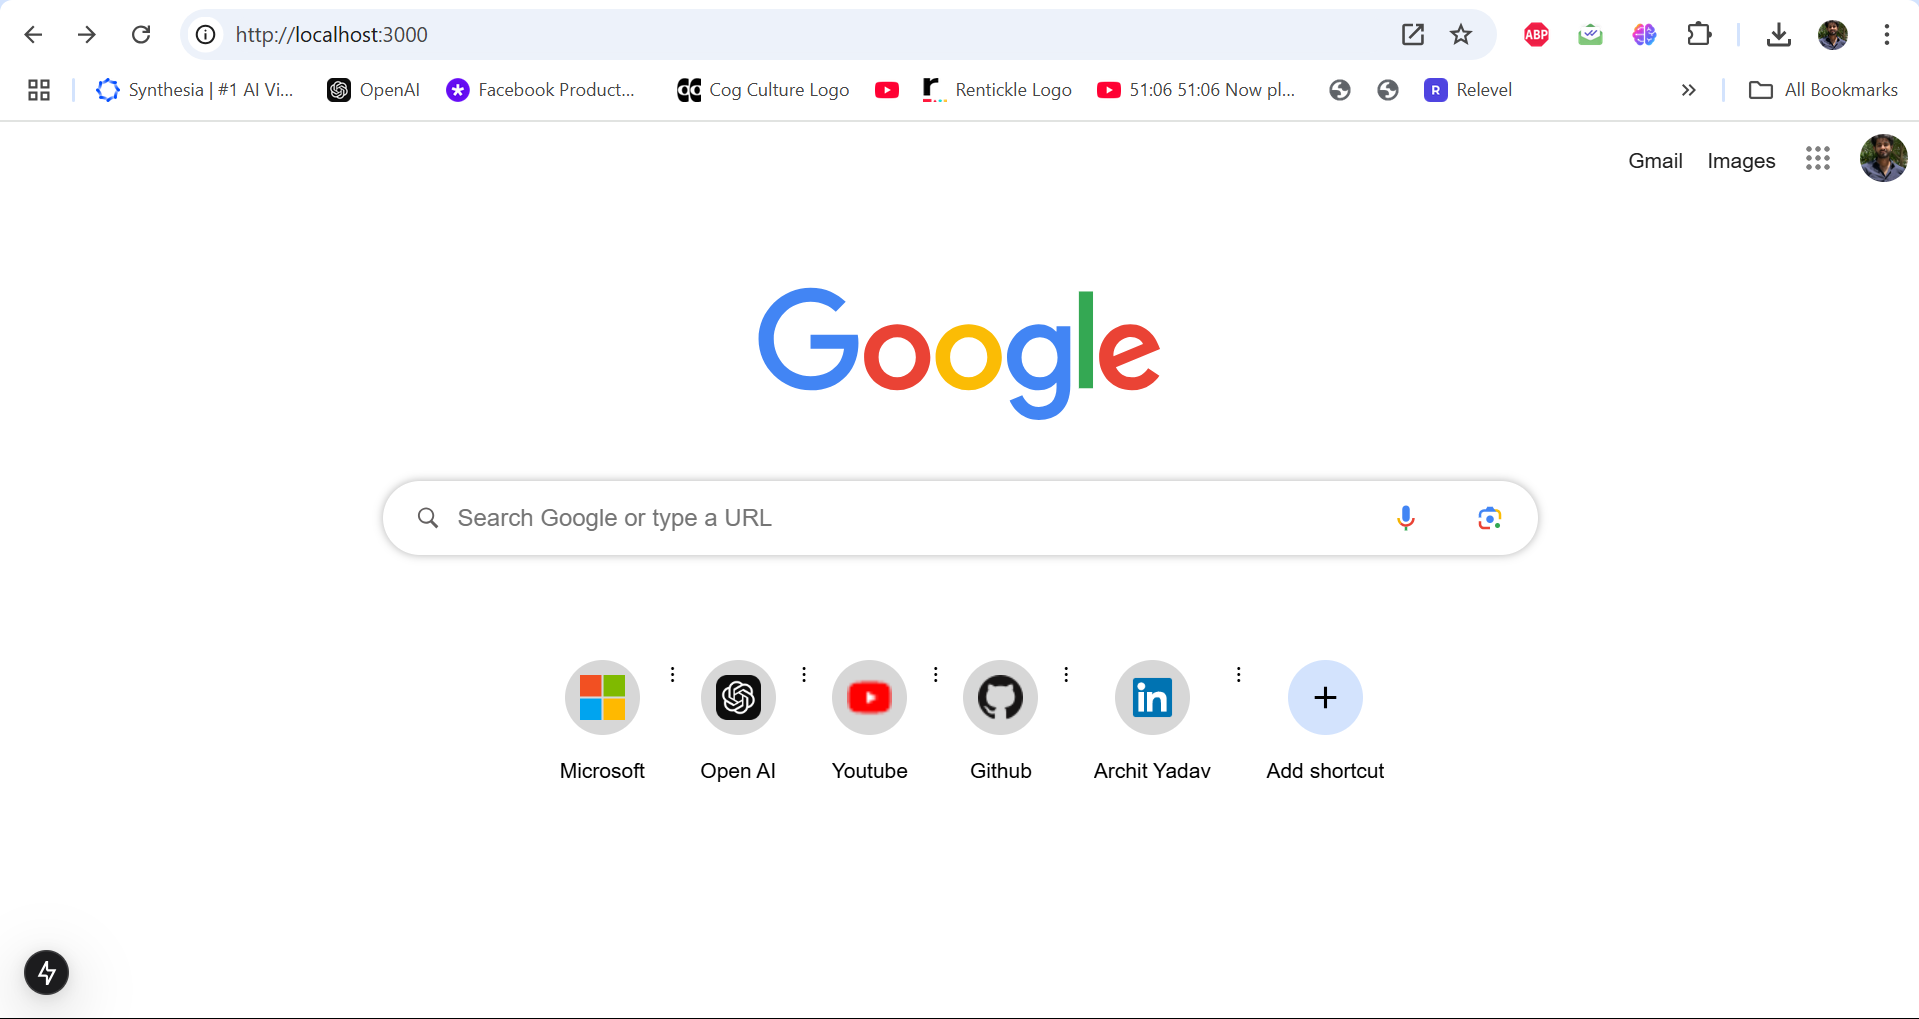 http://localhost:3000
ABP
Synthesia | #1 AI Vi...
OpenAI
Facebook Product...
Cog Culture Logo
r
Rentickle Logo
51:06 51:06 Now pl...
R
Relevel
All Bookmarks
Gmail
Images
Google
Search Google or type a URL
in
Microsoft
Open AI
Youtube
Github
Archit Yadav
Add shortcut